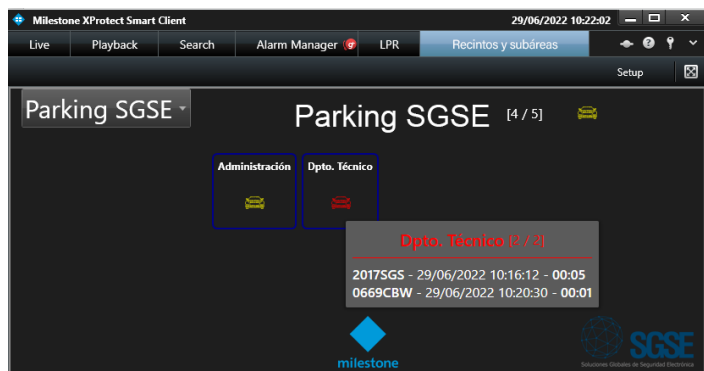 Milestone XProtect Smart Client
29/06/2022 10:22:02
Live Playback Search Alarm Manager LPR Recintos y subáreas
Setup
Parking SGSE
Parking SGSE [4 / 5]
Administración Dpto. Técnico
Dpto. Técnico [2 / 2]
2017SGS - 29/06/2022 10:16:12 - 00:05
0669CBW - 29/06/2022 10:20:30 - 00:01
milestone
SGSE
Soluciones Globales de Seguridad Electrónica